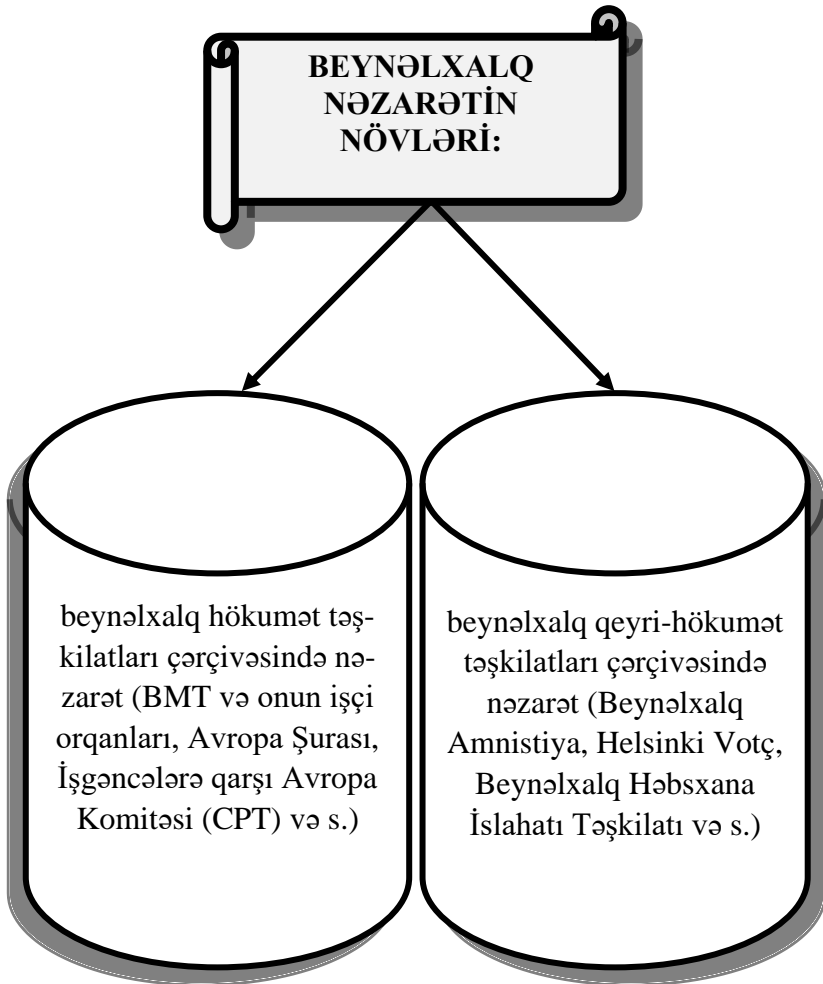 BEYNƏLXALQ
NƏZARƏTİN
NÖVLƏRİ:
beynəlxalq hökumət təş-
kilatları çərçivəsində nə-
zarət (BMT və onun işçi
orqanları, Avropa Şurası,
İşgəncələrə qarşı Avropa
Komitəsi (CPT) və s.)
beynəlxalq qeyri-hökumət
təşkilatları çərçivəsində
nəzarət (Beynəlxalq
Amnistiya, Helsinki Votç,
Beynəlxalq Həbsxana
İslahatı Təşkilatı və s.)